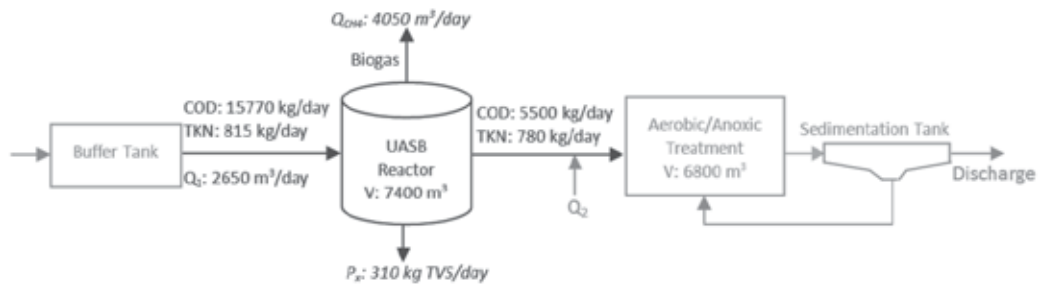 Q_CH4: 4050 m³/day
Biogas
COD: 15770 kg/day
TKN: 815 kg/day
Q₁: 2650 m³/day
Buffer Tank
UASB
Reactor
V: 7400 m³
COD: 5500 kg/day
TKN: 780 kg/day
Q₂
Aerobic/Anoxic
Treatment
V: 6800 m³
Sedimentation Tank
Discharge
Pₓ: 310 kg TVS/day